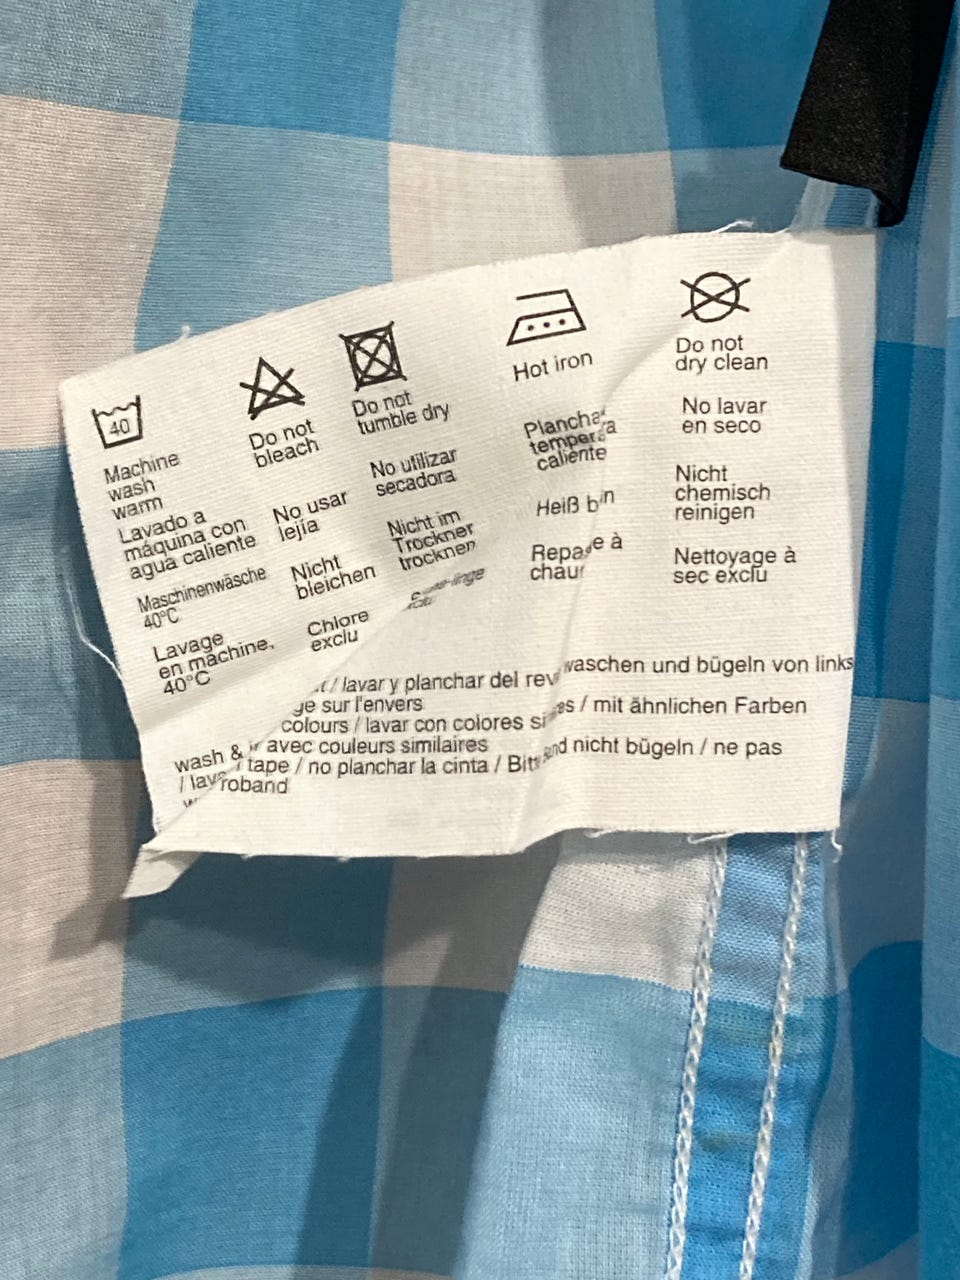 40
Machine
wash
warm
Lavado a
máquina con
agua caliente
Maschinenwäsche
40°C
Lavage
en machine,
40°C
Do not
bleach
No usar
lejía
Nicht
bleichen
Chlore
exclu
Do not
tumble dry
No utilizar
secadora
Nicht im
Trockner
trocknen
Hot iron
caliente
Heiß
à
Do not
dry clean
No lavar
en seco
Nicht
chemisch
reinigen
Nettoyage à
sec exclu
/ lavar y planchar del waschen und bügeln von links
sur l'envers
colours / lavar con colores / mit ähnlichen Farben
wash & avec couleurs similaires
/ tape / no planchar la cinta / nicht bügeln / ne pas